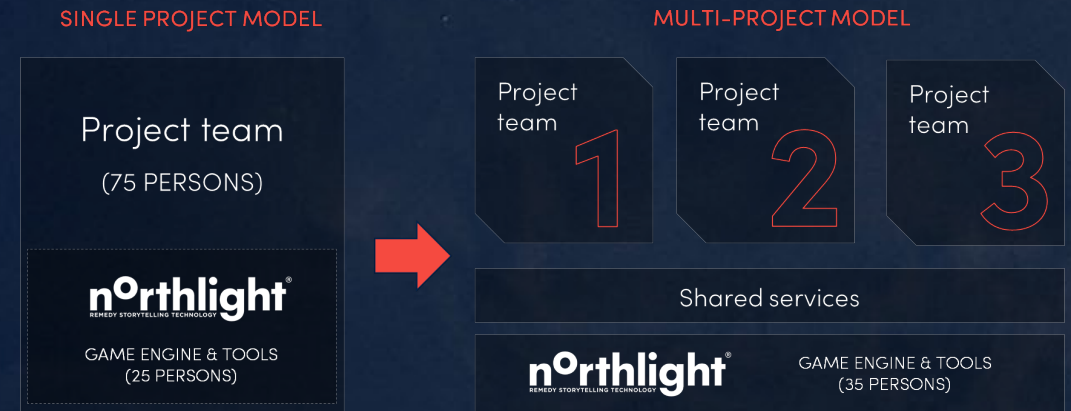 SINGLE PROJECT MODEL
Project team
(75 PERSONS)
northlight®
REMEDY STORYTELLING TECHNOLOGY
GAME ENGINE & TOOLS
(25 PERSONS)
MULTI-PROJECT MODEL
Project
team
1
Project
team
2
Project
team
3
Shared services
northlight®
REMEDY STORYTELLING TECHNOLOGY
GAME ENGINE & TOOLS
(35 PERSONS)